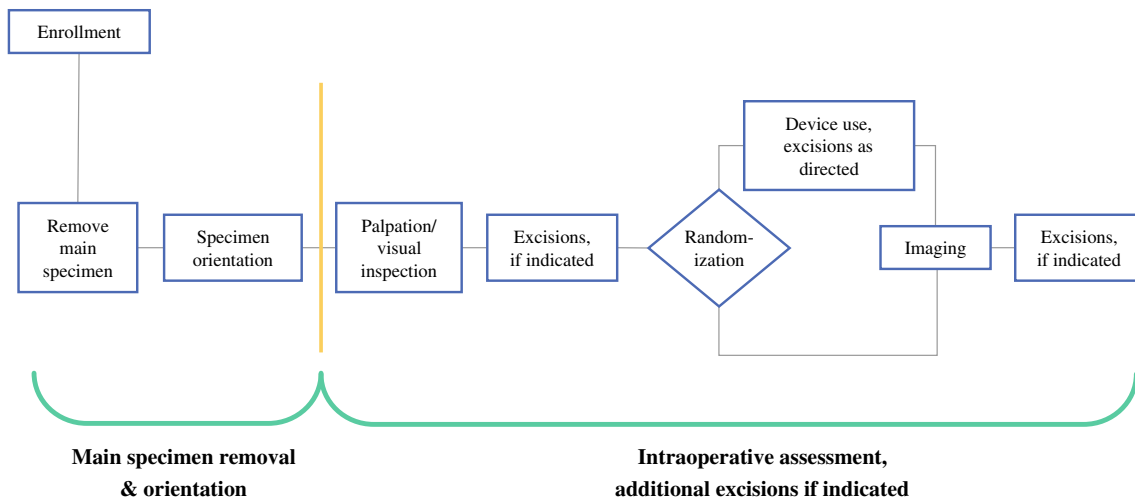 Enrollment
Remove
main
specimen
Specimen
orientation
Palpation/
visual
inspection
Excisions,
if indicated
Random-
ization
Device use,
excisions as
directed
Imaging
Excisions,
if indicated
Main specimen removal
& orientation
Intraoperative assessment,
additional excisions if indicated